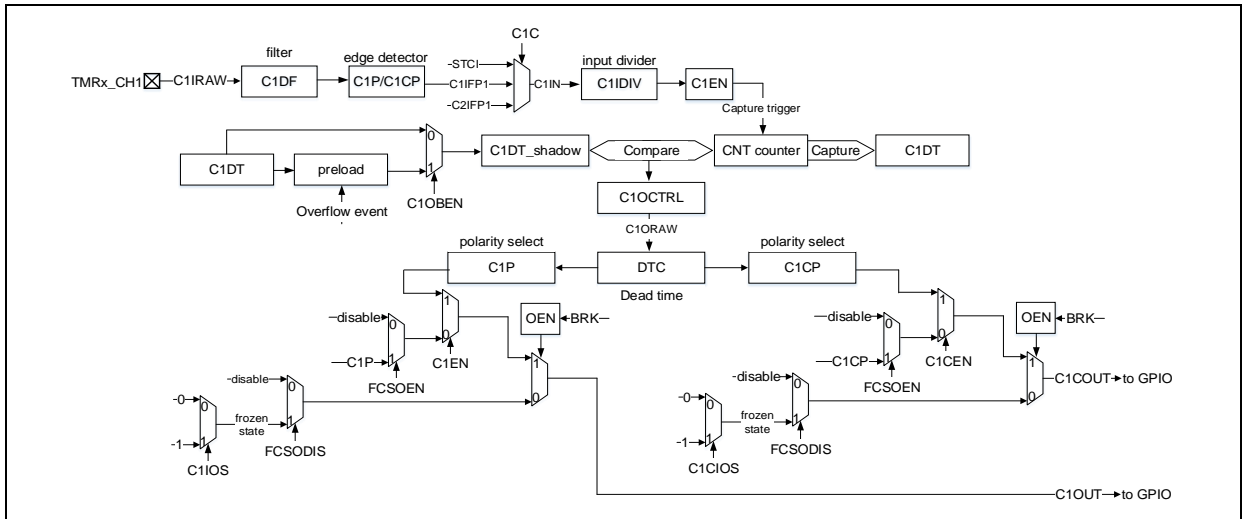 C1C
filter
edge detector
input divider
STCI
TMRx_CH1
C1IRAW
C1DF
C1P/C1CP
C1IFP1
C1IN
C1IDIV
C1EN
C2IFP1
Capture trigger
0
C1DT_shadow
Compare
CNT counter
Capture
C1DT
C1DT
preload
1
C1OBEN
Overflow event
C1OCTRL
C1ORAW
polarity select
polarity select
C1P
DTC
C1CP
Dead time
1
1
disable
0
OEN
BRK
disable
0
OEN
BRK
0
0
C1P
1
C1EN
1
C1CP
1
C1CEN
1
FCSOEN
FCSOEN
disable
0
disable
0
C1COUT
to GPIO
0
0
-0
0
-0
0
frozen
state
1
frozen
state
1
-1
1
-1
1
FCSODIS
FCSODIS
C1IOS
C1CIOS
C1OUT
to GPIO